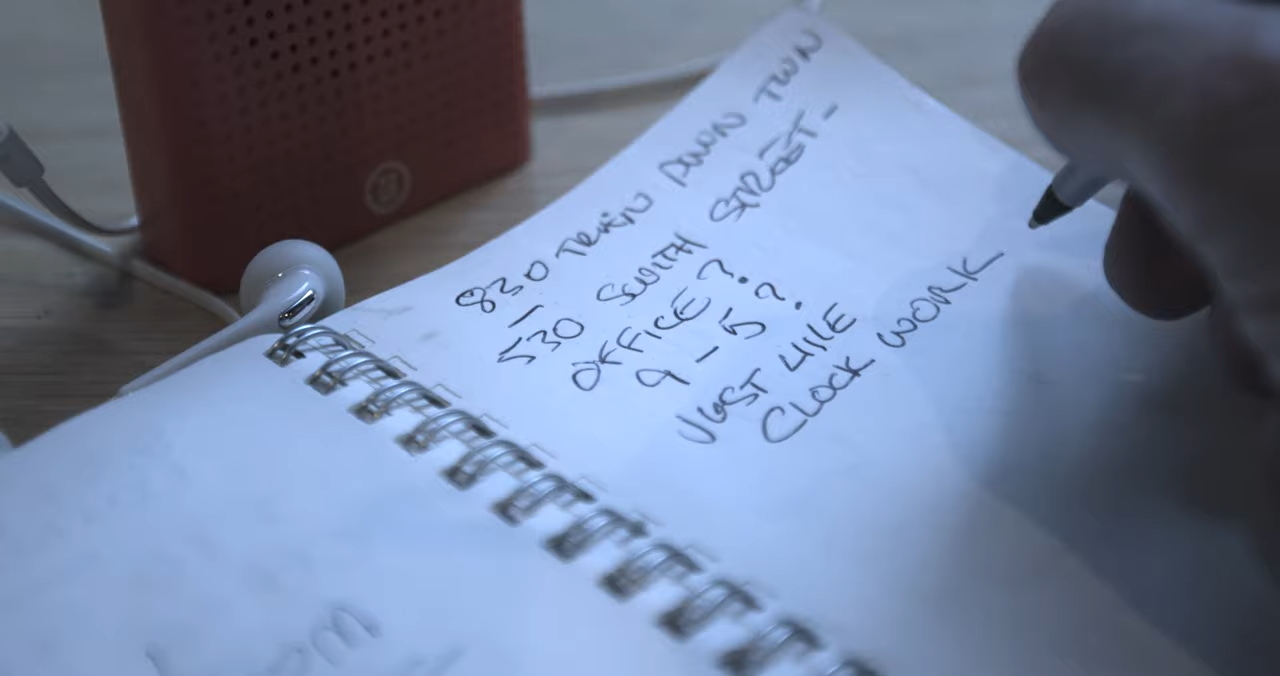 830 TRAIN DOWN TWN
–
530 SOUTH STREET –
OFFICE?
9 – 5?
JUST LIKE
CLOCK WORK